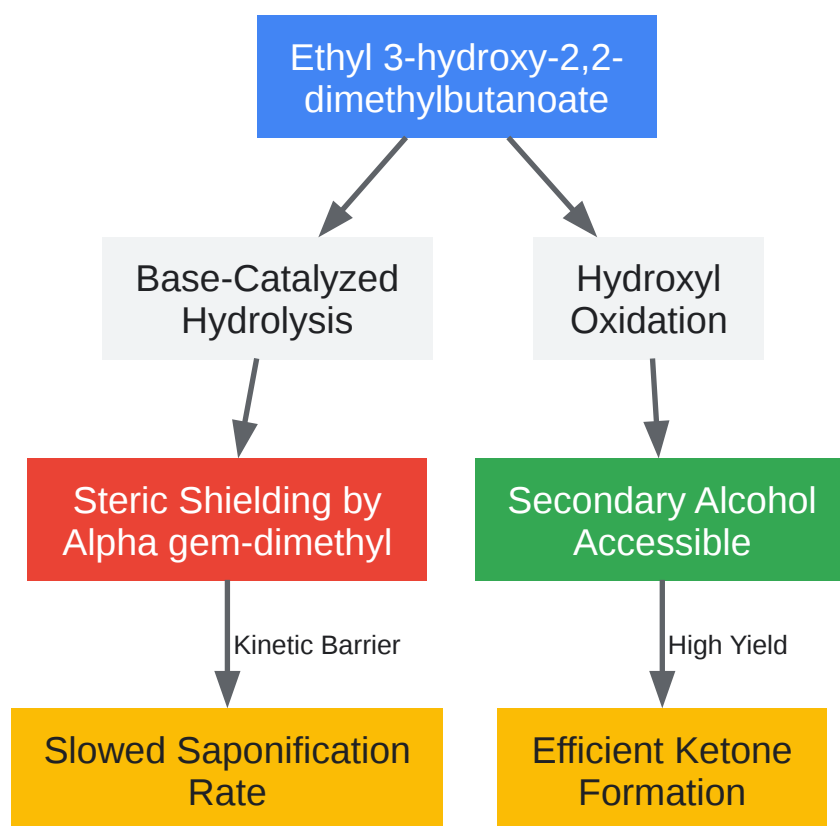 Ethyl 3-hydroxy-2,2-
dimethylbutanoate
Base-Catalyzed
Hydrolysis
Hydroxyl
Oxidation
Steric Shielding by
Alpha gem-dimethyl
Secondary Alcohol
Accessible
Kinetic Barrier
High Yield
Slowed Saponification
Rate
Efficient Ketone
Formation